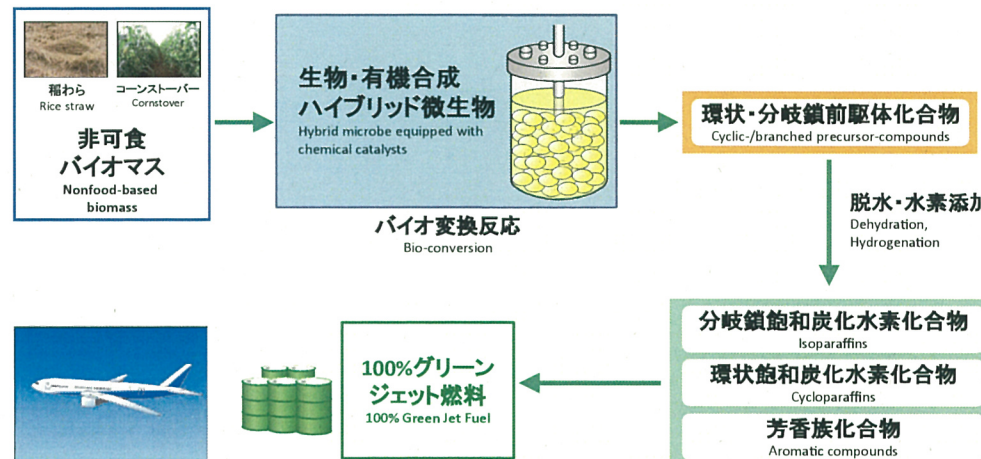 稲わら
Rice straw
コーンストーバー
Cornstover
非可食
バイオマス
Nonfood-based
biomass
生物・有機合成
ハイブリッド微生物
Hybrid microbe equipped with
chemical catalysts
バイオ変換反応
Bio-conversion
環状・分岐鎖前駆体化合物
Cyclic-/branched precursor-compounds
脱水・水素添加
Dehydration,
Hydrogenation
分岐鎖飽和炭化水素化合物
Isoparaffins
環状飽和炭化水素化合物
Cycloparaffins
芳香族化合物
Aromatic compounds
100%グリーン
ジェット燃料
100% Green Jet Fuel